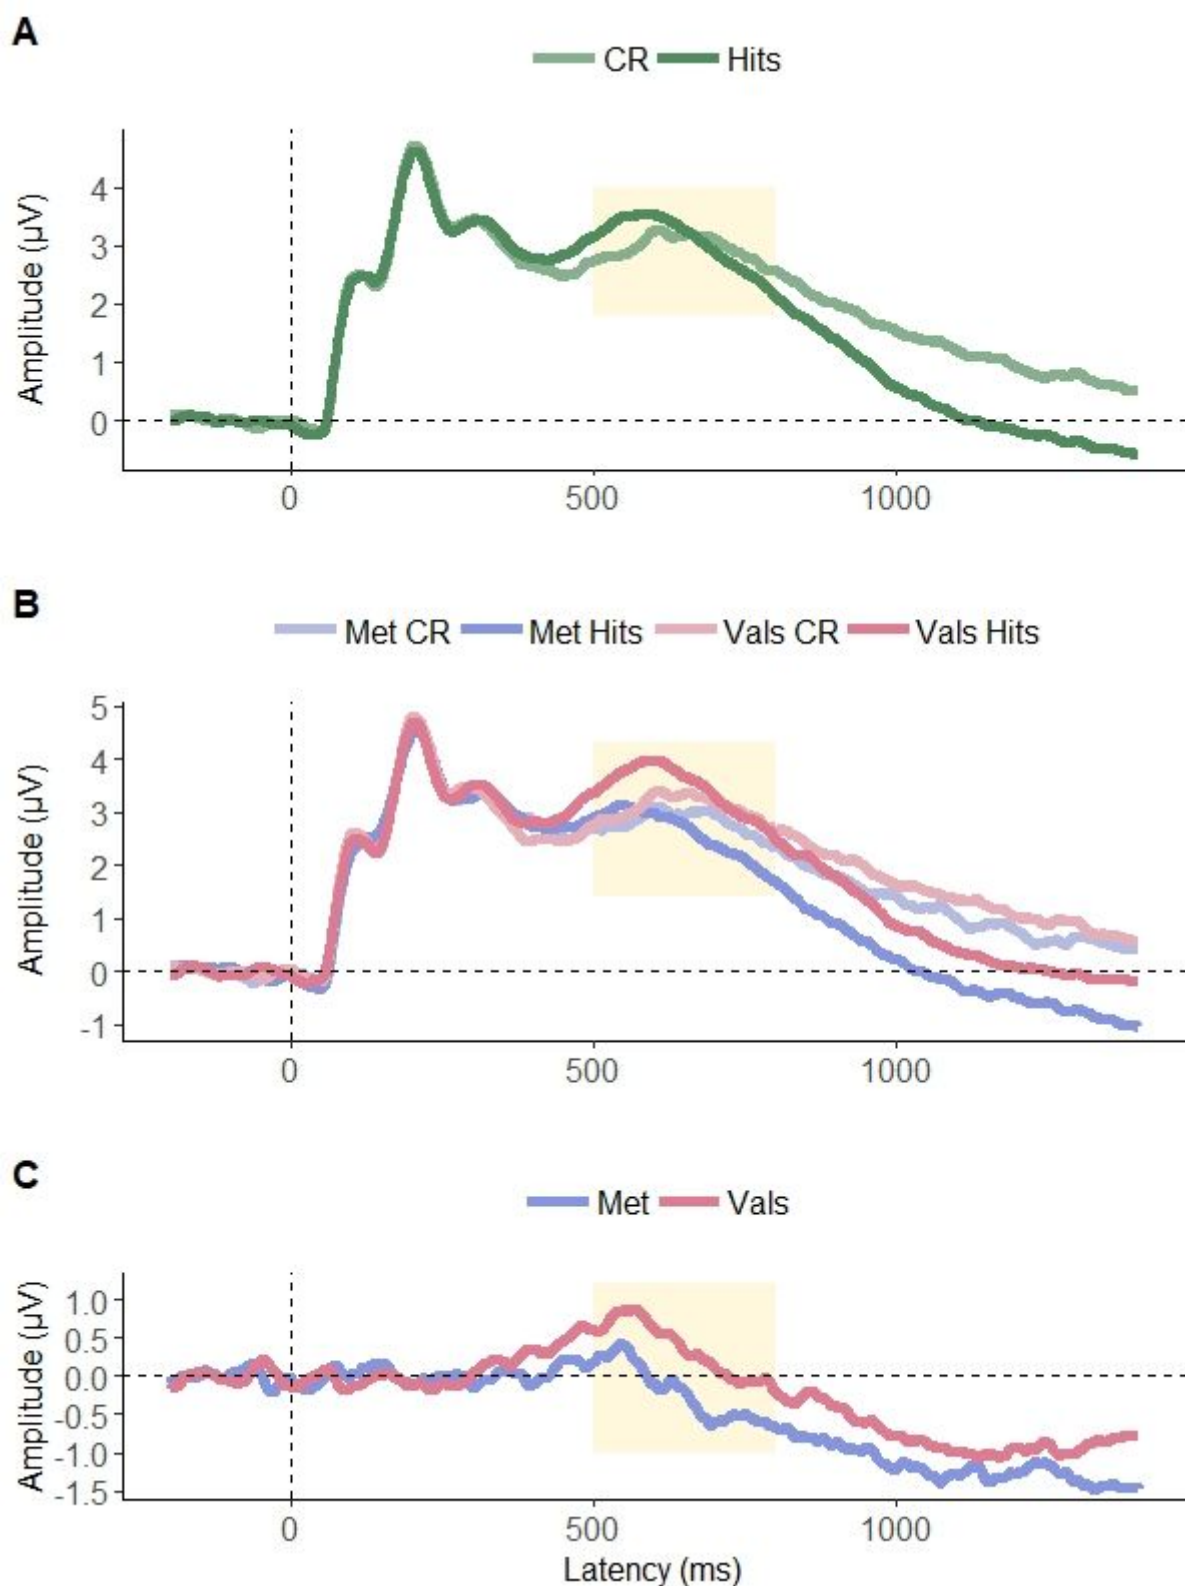 A
CR Hits
4
3
2
1
0
Amplitude (µV)
0 500 1000
B
Met CR Met Hits Vals CR Vals Hits
5
4
3
2
1
0
-1
Amplitude (µV)
0 500 1000
C
Met Vals
1.0
0.5
0.0
-0.5
-1.0
-1.5
Amplitude (µV)
0 500 1000
Latency (ms)